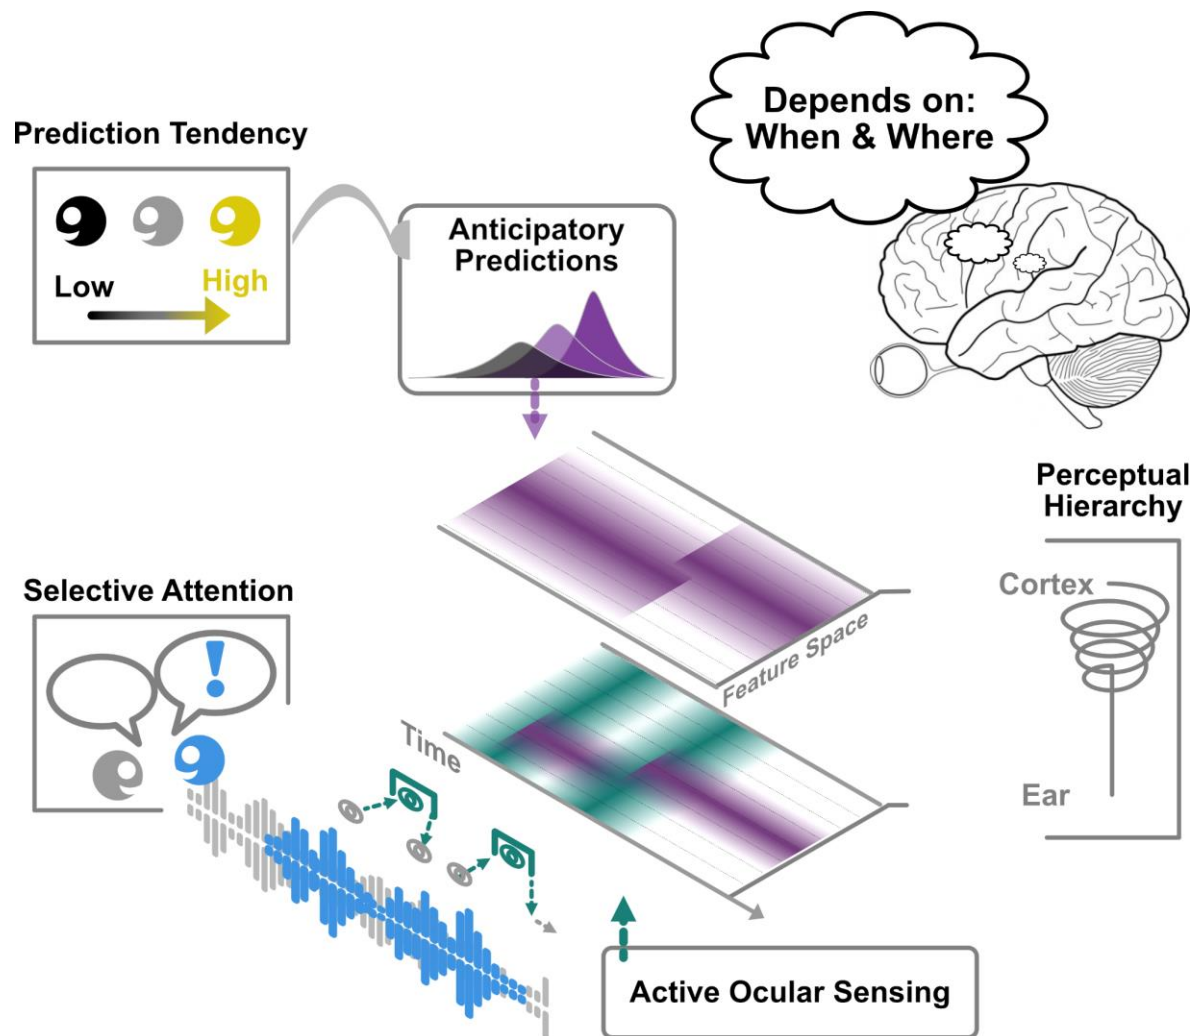 Depends on:
When & Where
Prediction Tendency
Low
High
Anticipatory
Predictions
Perceptual
Hierarchy
Cortex
Ear
Selective Attention
!
Feature Space
Time
Active Ocular Sensing